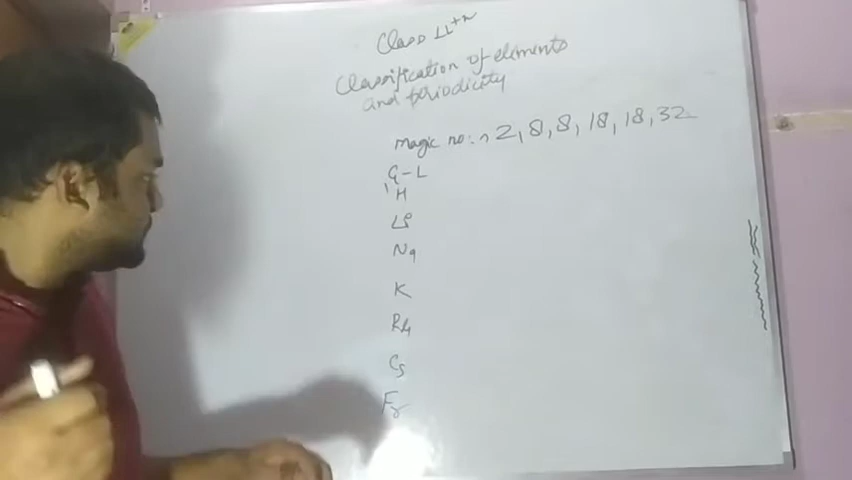 Class 11th
Classification of elements
and periodicity
magic no:- 2, 8, 8, 18, 18, 32
G-1
H
Li
Na
K
Rb
Cs
Fr